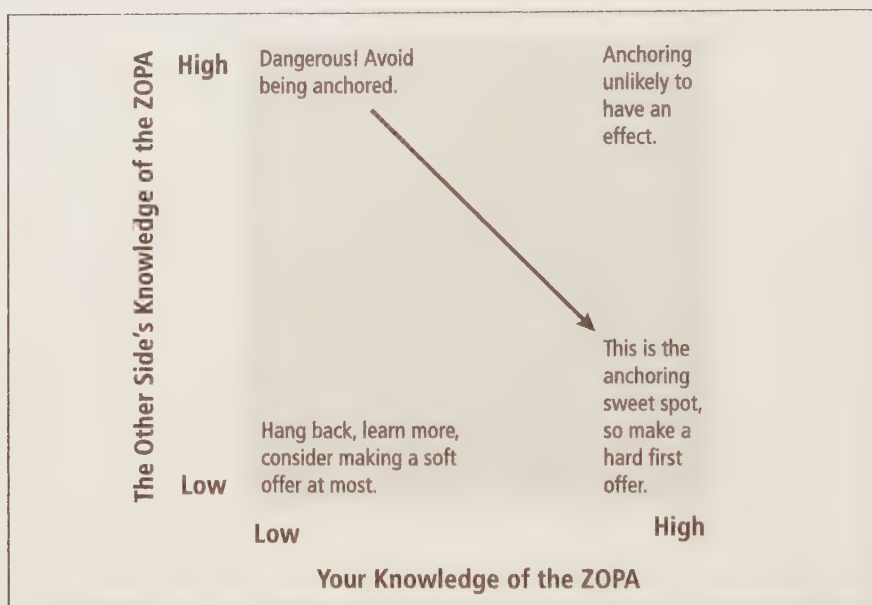 The Other Side's Knowledge of the ZOPA
High
Dangerous! Avoid
being anchored.
Anchoring
unlikely to
have an
effect.
Low
Hang back, learn more,
consider making a soft
offer at most.
This is the
anchoring
sweet spot,
so make a
hard first
offer.
Low
High
Your Knowledge of the ZOPA